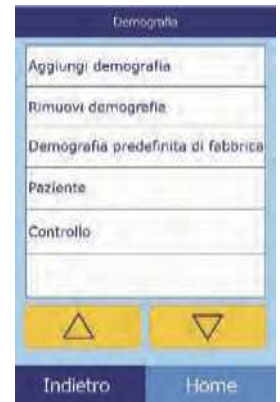 Demografia
Aggiungi demografia
Rimuovi demografia
Demografia predefinita di fabbrica
Paziente
Controllo
Indietro
Home